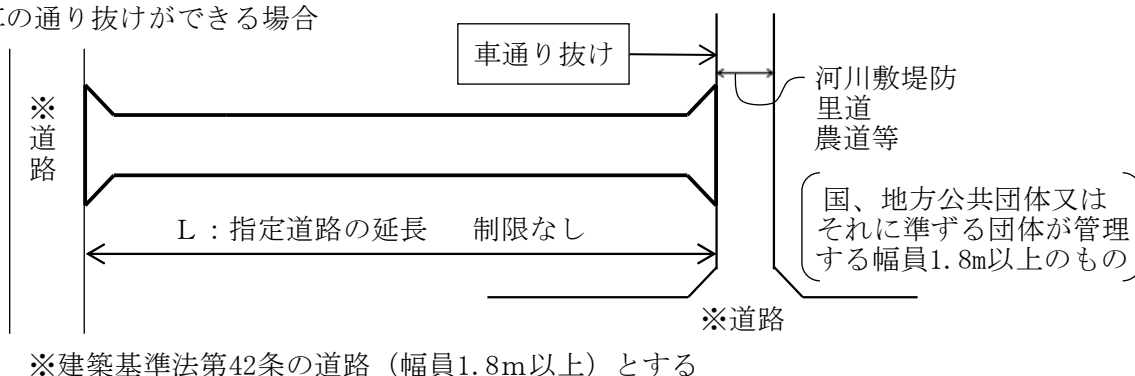 の通り抜けができる場合
車通り抜け
※道路
河川敷堤防
里道
農道等
国、地方公共団体又は
それに準ずる団体が管理
する幅員1.8m以上のもの
L:指定道路の延長 制限なし
※道路
※建築基準法第42条の道路(幅員1.8m以上)とする